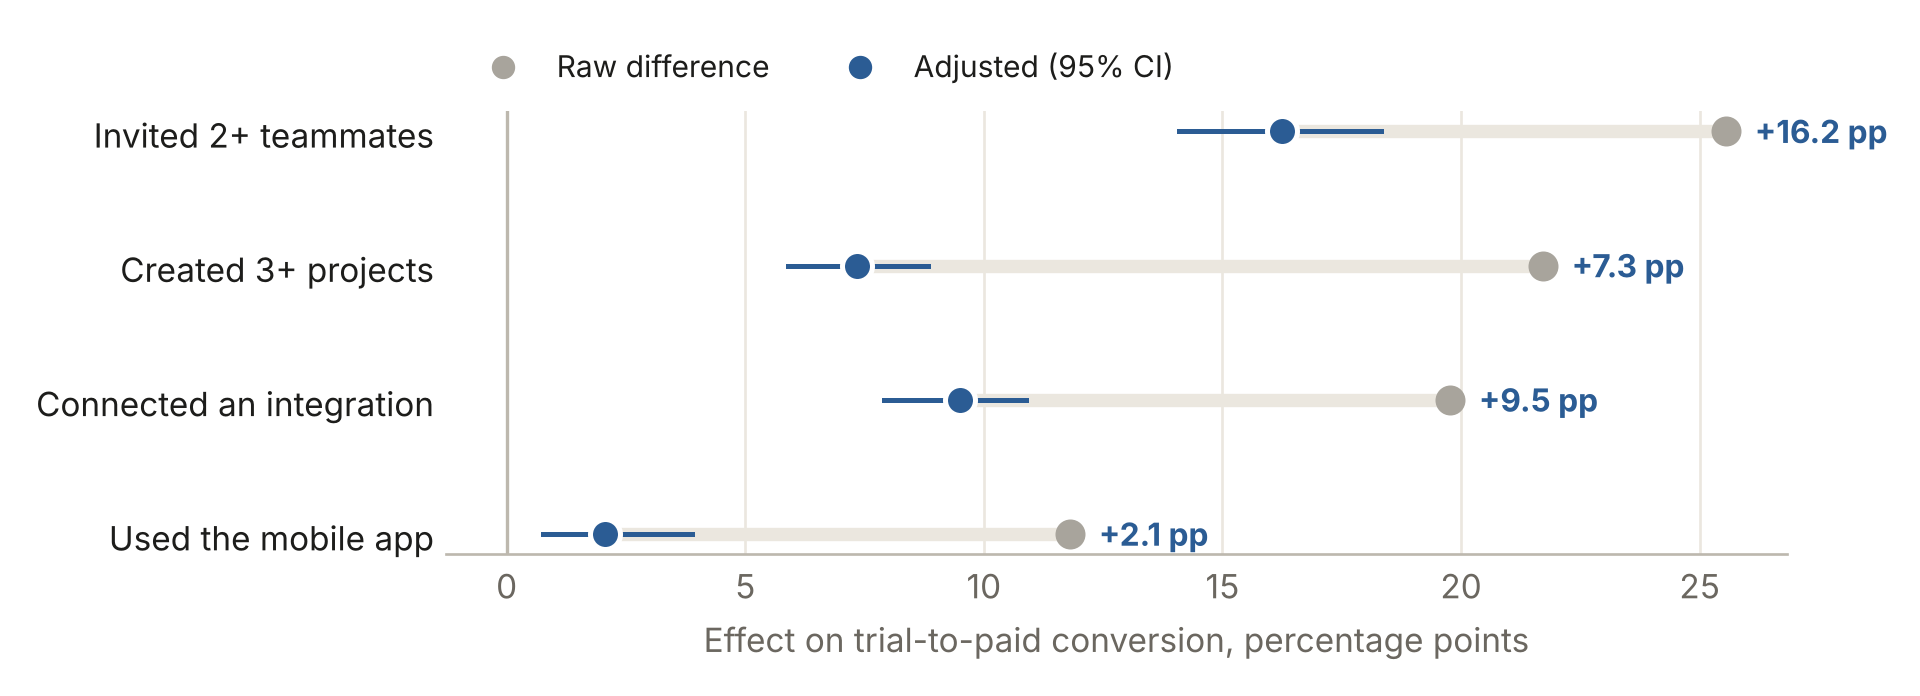 Raw difference
Adjusted (95% CI)
Invited 2+ teammates
+16.2 pp
Created 3+ projects
+7.3 pp
Connected an integration
+9.5 pp
Used the mobile app
+2.1 pp
0 5 10 15 20 25
Effect on trial-to-paid conversion, percentage points